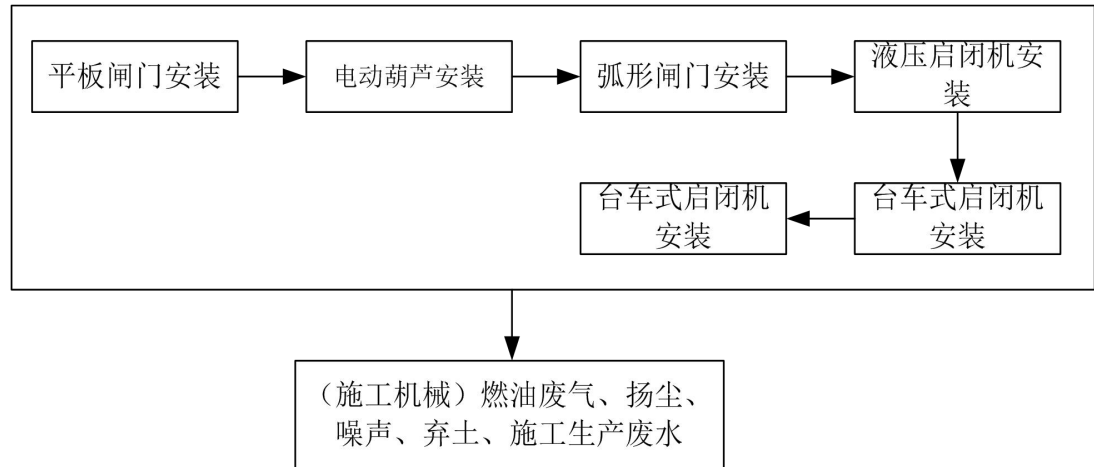 平板闸门安装
电动葫芦安装
弧形闸门安装
液压启闭机安
装
台车式启闭机
安装
台车式启闭机
安装
（施工机械）燃油废气、扬尘、
噪声、弃土、施工生产废水